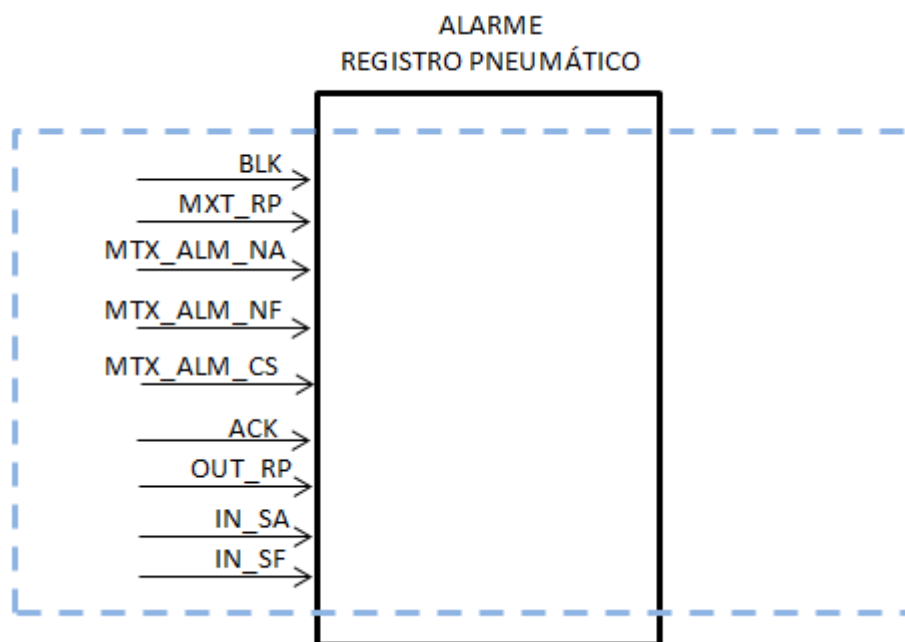 ALARME
REGISTRO PNEUMÁTICO
BLK
MXT_RP
MTX_ALM_NA
MTX_ALM_NF
MTX_ALM_CS
ACK
OUT_RP
IN_SA
IN_SF